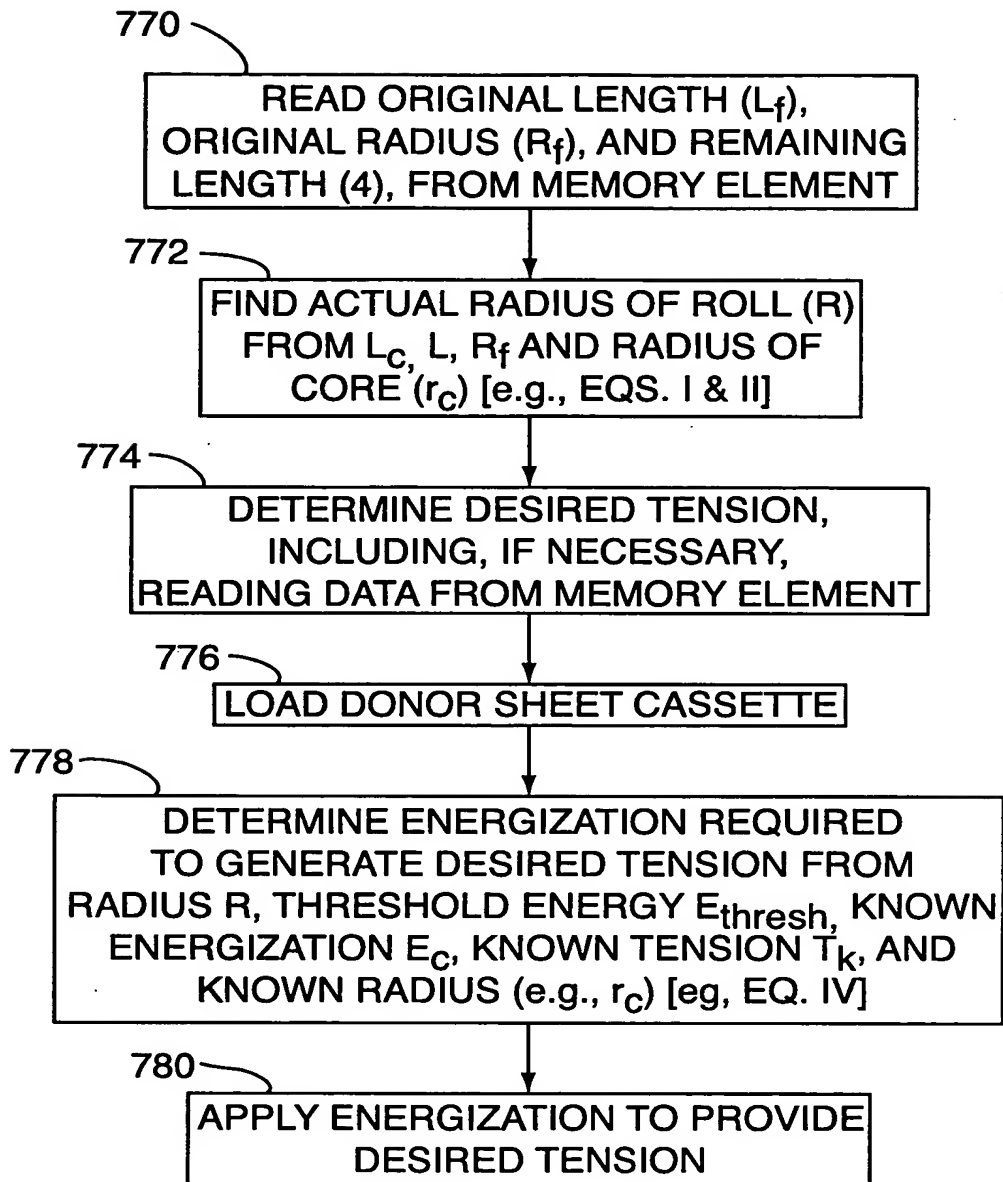 770
READ ORIGINAL LENGTH (Lf),
ORIGINAL RADIUS (Rf), AND REMAINING
LENGTH (4), FROM MEMORY ELEMENT
772
FIND ACTUAL RADIUS OF ROLL (R)
FROM Lc, L, Rf AND RADIUS OF
CORE (rc) [e.g., EQS. I & II]
774
DETERMINE DESIRED TENSION,
INCLUDING, IF NECESSARY,
READING DATA FROM MEMORY ELEMENT
776
LOAD DONOR SHEET CASSETTE
778
DETERMINE ENERGIZATION REQUIRED
TO GENERATE DESIRED TENSION FROM
RADIUS R, THRESHOLD ENERGY Ethresh, KNOWN
ENERGIZATION Ec, KNOWN TENSION Tk, AND
KNOWN RADIUS (e.g., rc) [eg, EQ. IV]
780
APPLY ENERGIZATION TO PROVIDE
DESIRED TENSION